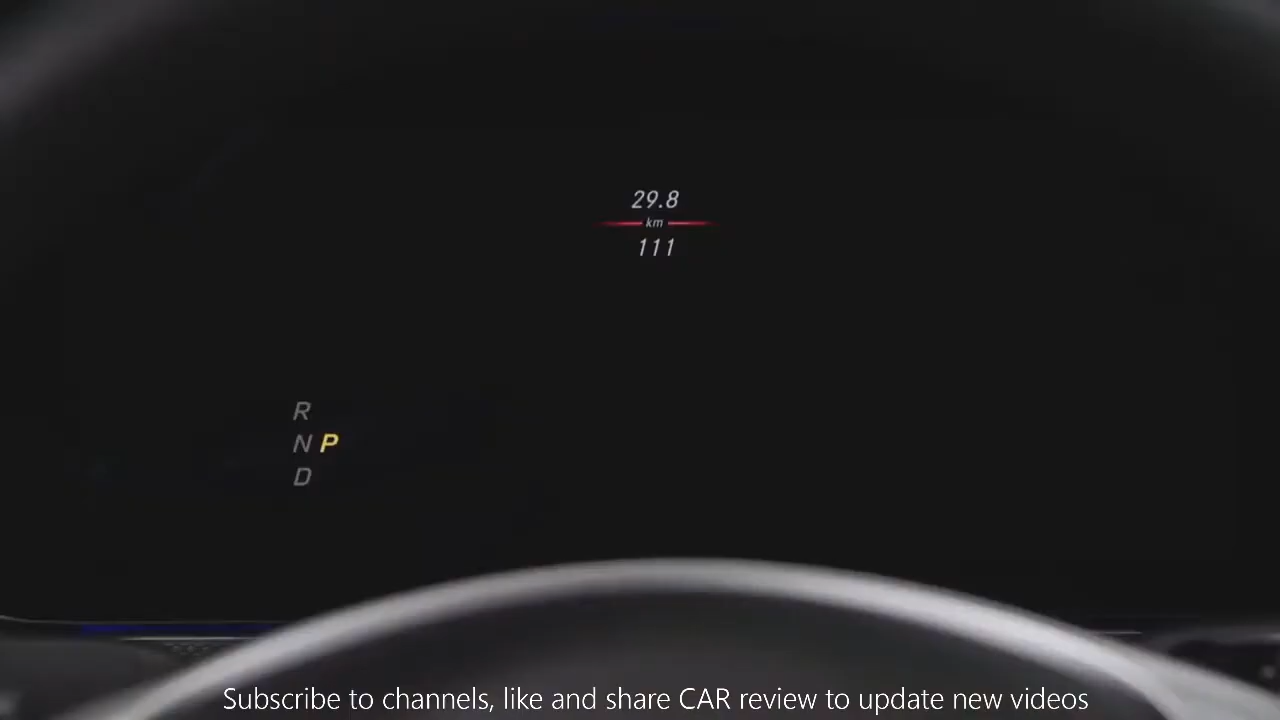 29.8
km
111
R
N P
D
Subscribe to channels, like and share CAR review to update new videos